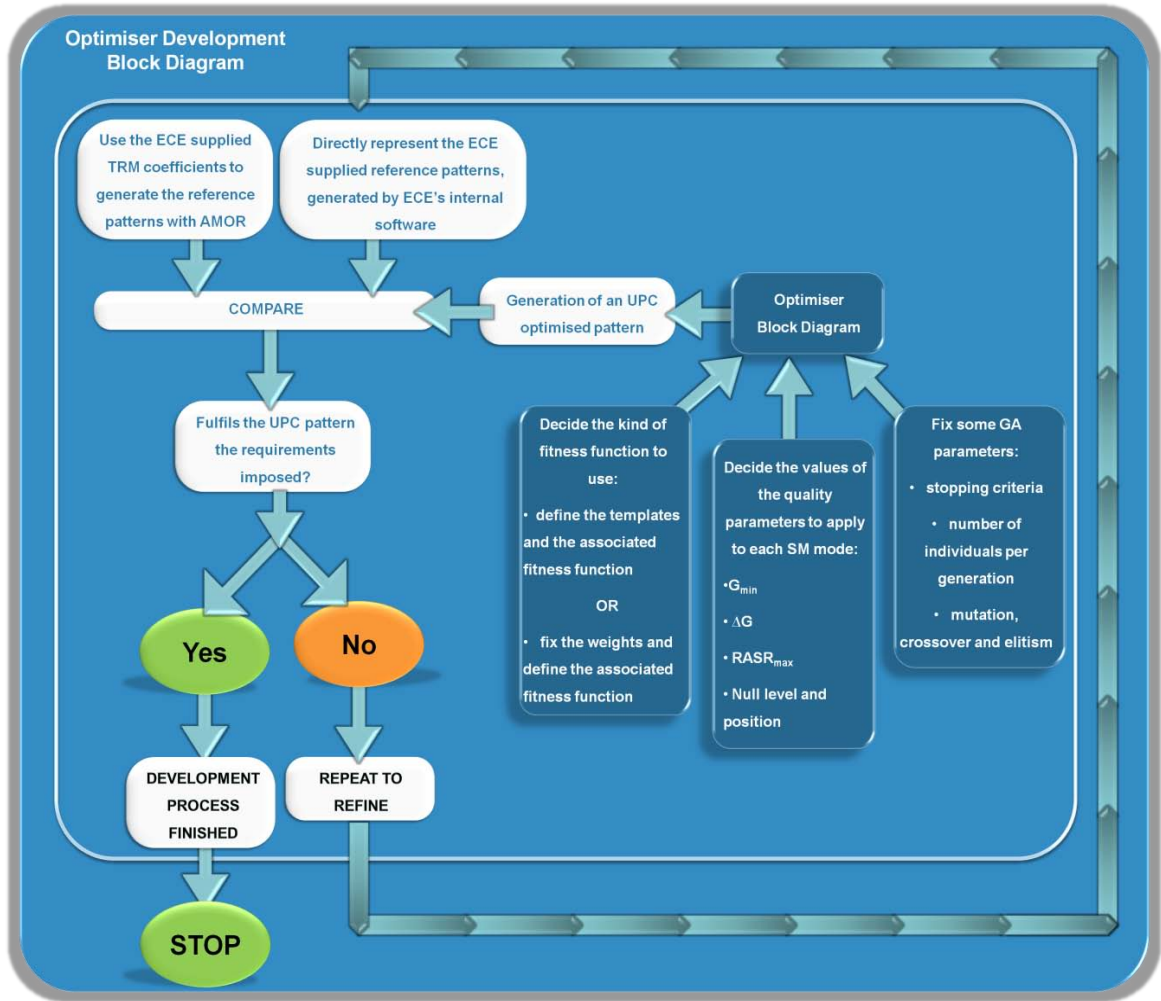 Optimiser Development
Block Diagram
Use the ECE supplied
TRM coefficients to
generate the reference
patterns with AMOR
Directly represent the ECE
supplied reference patterns,
generated by ECE's internal
software
COMPARE
Generation of an UPC
optimised pattern
Optimiser
Block Diagram
Fulfils the UPC pattern
the requirements
imposed?
Decide the kind of
fitness function to
use:
• define the templates
and the associated
fitness function
OR
• fix the weights and
define the associated
fitness function
Decide the values of
the quality
parameters to apply
to each SM mode:
•Gmin
• ΔG
• RASRmax
• Null level and
position
Fix some GA
parameters:
• stopping criteria
• number of
individuals per
generation
• mutation,
crossover and elitism
Yes
No
DEVELOPMENT
PROCESS
FINISHED
REPEAT TO
REFINE
STOP